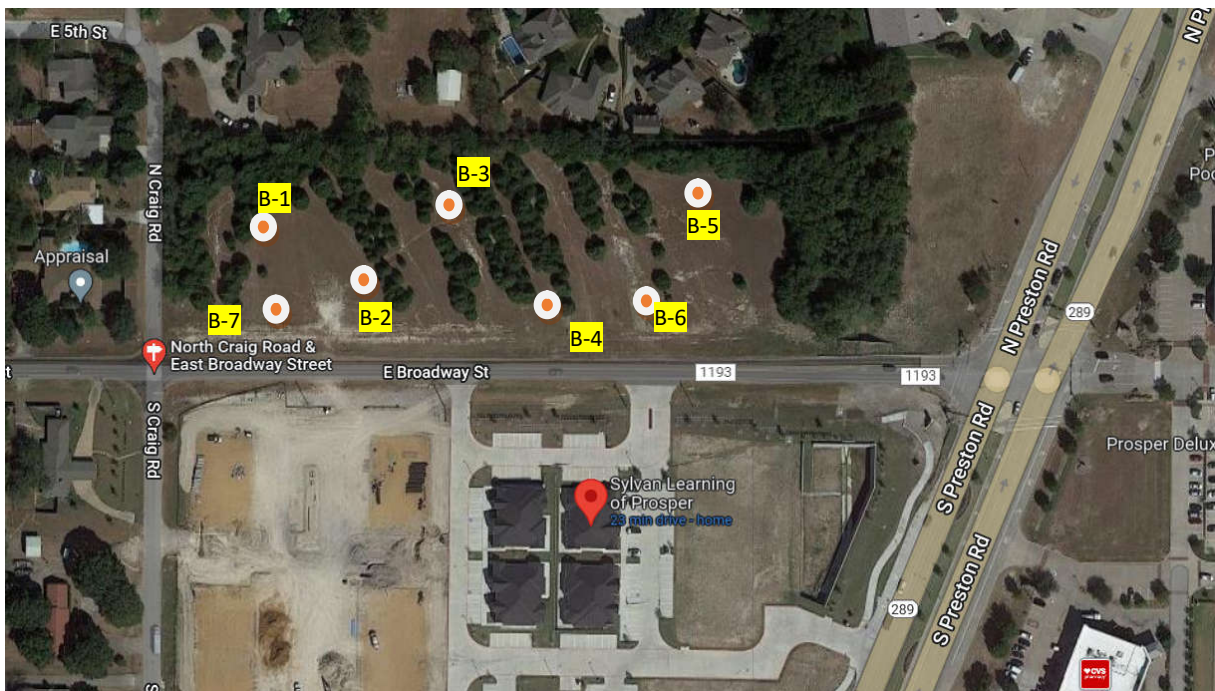 E 5th St
N Pr
N Craig Rd
B-3
B-1
B-5
P
Poo
Appraisal
B-7
B-2
B-4
B-6
N Preston Rd
289
North Craig Road &
East Broadway Street
t
E Broadway St
1193
1193
S Craig Rd
S Preston Rd
Prosper Delux
Sylvan Learning
of Prosper
23 min drive - home
S Preston Rd
289
S
CVS
pharmacy